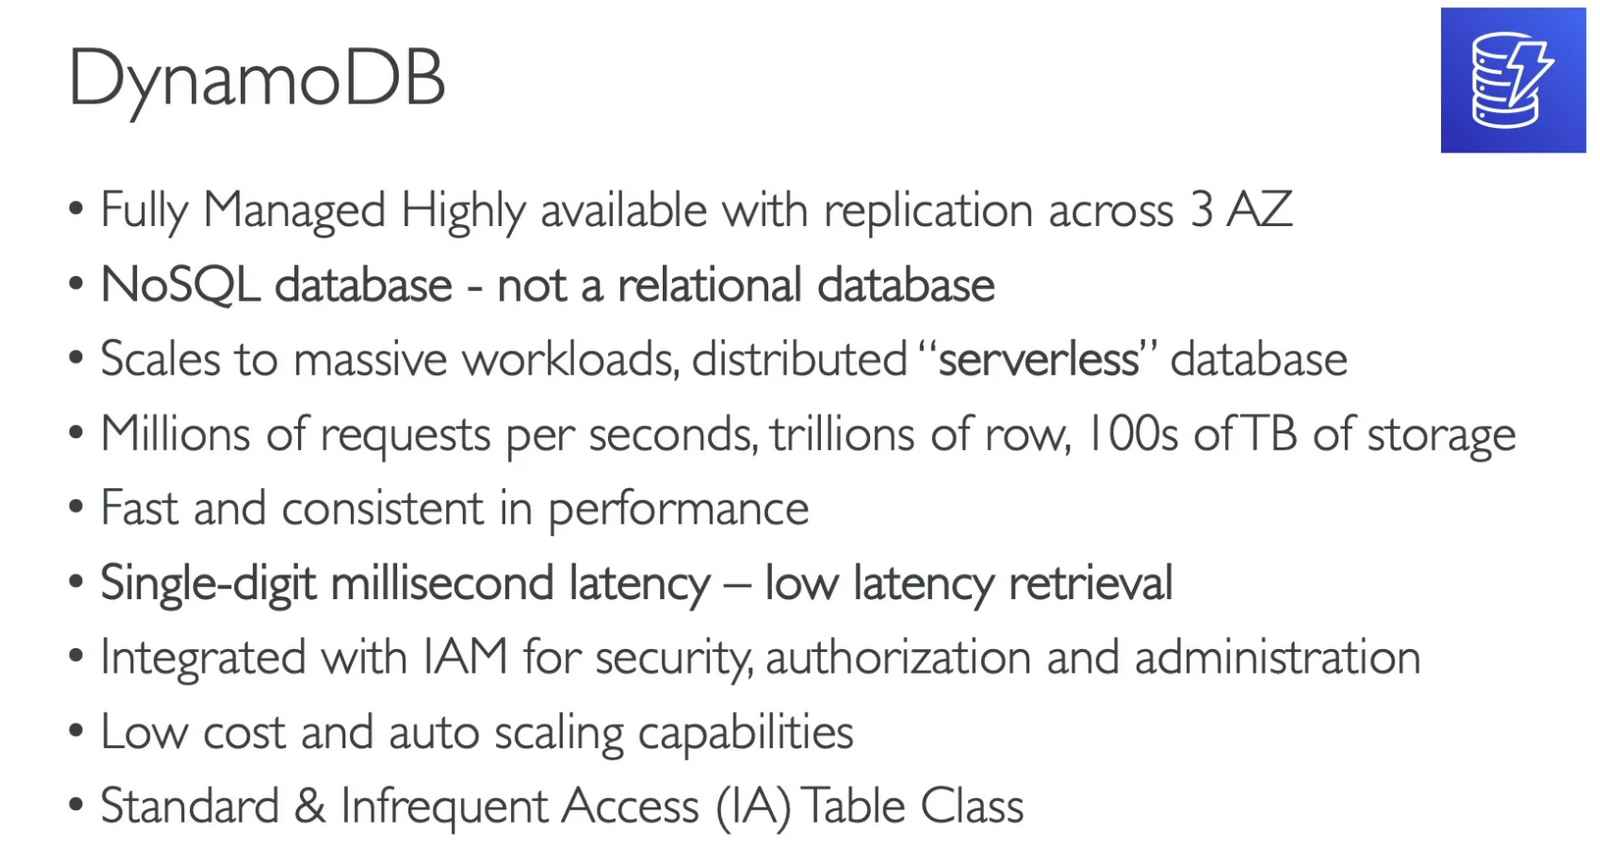 DynamoDB
• Fully Managed Highly available with replication across 3 AZ
• NoSQL database - not a relational database
• Scales to massive workloads, distributed “serverless” database
• Millions of requests per seconds, trillions of row, 100s of TB of storage
• Fast and consistent in performance
• Single-digit millisecond latency – low latency retrieval
• Integrated with IAM for security, authorization and administration
• Low cost and auto scaling capabilities
• Standard & Infrequent Access (IA) Table Class